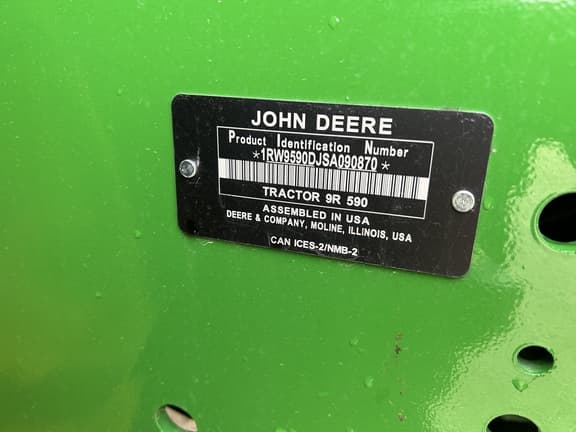 JOHN DEERE
Product Identification Number
*1RW9590DJSA090870*
TRACTOR 9R 590
ASSEMBLED IN USA
DEERE & COMPANY, MOLINE, ILLINOIS, USA
CAN ICES-2/NMB-2